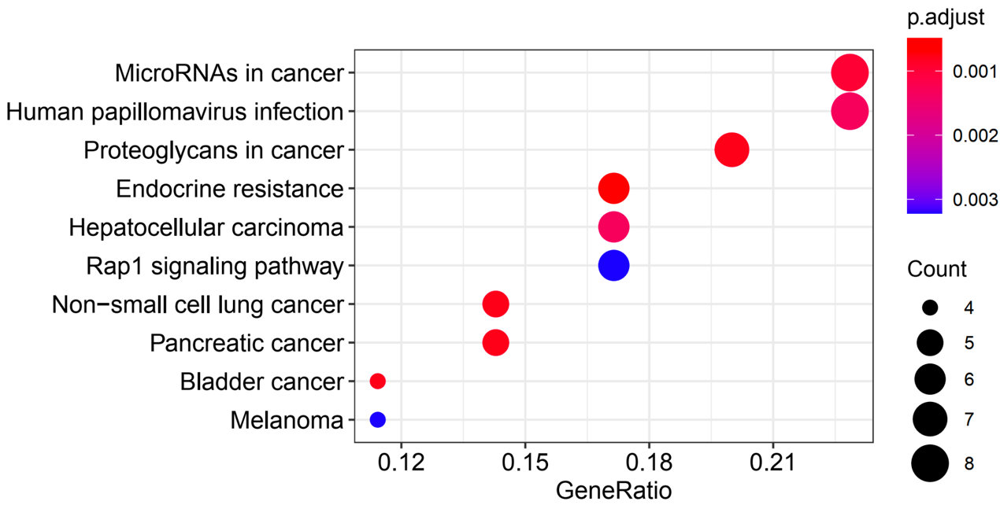 MicroRNAs in cancer
Human papillomavirus infection
Proteoglycans in cancer
Endocrine resistance
Hepatocellular carcinoma
Rap1 signaling pathway
Non−small cell lung cancer
Pancreatic cancer
Bladder cancer
Melanoma
0.12 0.15 0.18 0.21
GeneRatio
p.adjust
0.001
0.002
0.003
Count
4
5
6
7
8